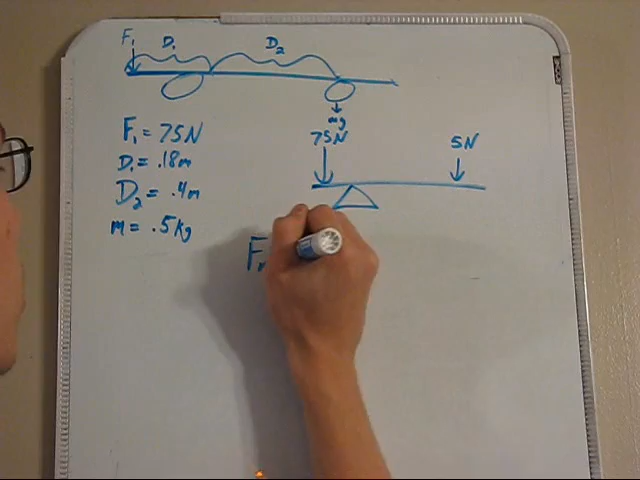 F₁ D₁ D₂
mg
75N 5N
F₁ = 75N
D₁ = .18m
D₂ = .4m
m = .5kg
F